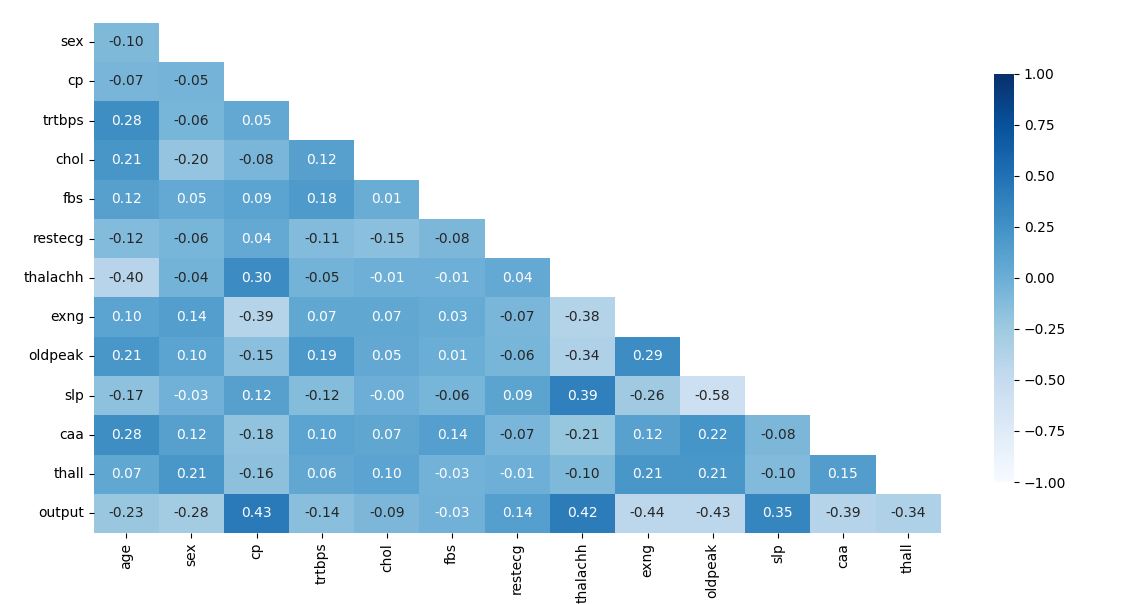 sex -0.10
cp -0.07 -0.05
trtbps 0.28 -0.06 0.05
chol 0.21 -0.20 -0.08 0.12
fbs 0.12 0.05 0.09 0.18 0.01
restecg -0.12 -0.06 0.04 -0.11 -0.15 -0.08
thalachh -0.40 -0.04 0.30 -0.05 -0.01 -0.01 0.04
exng 0.10 0.14 -0.39 0.07 0.07 0.03 -0.07 -0.38
oldpeak 0.21 0.10 -0.15 0.19 0.05 0.01 -0.06 -0.34 0.29
slp -0.17 -0.03 0.12 -0.12 -0.00 -0.06 0.09 0.39 -0.26 -0.58
caa 0.28 0.12 -0.18 0.10 0.07 0.14 -0.07 -0.21 0.12 0.22 -0.08
thall 0.07 0.21 -0.16 0.06 0.10 -0.03 -0.01 -0.10 0.21 0.21 -0.10 0.15
output -0.23 -0.28 0.43 -0.14 -0.09 -0.03 0.14 0.42 -0.44 -0.43 0.35 -0.39 -0.34
age sex cp trtbps chol fbs restecg thalachh exng oldpeak slp caa thall
1.00
0.75
0.50
0.25
0.00
−0.25
−0.50
−0.75
−1.00